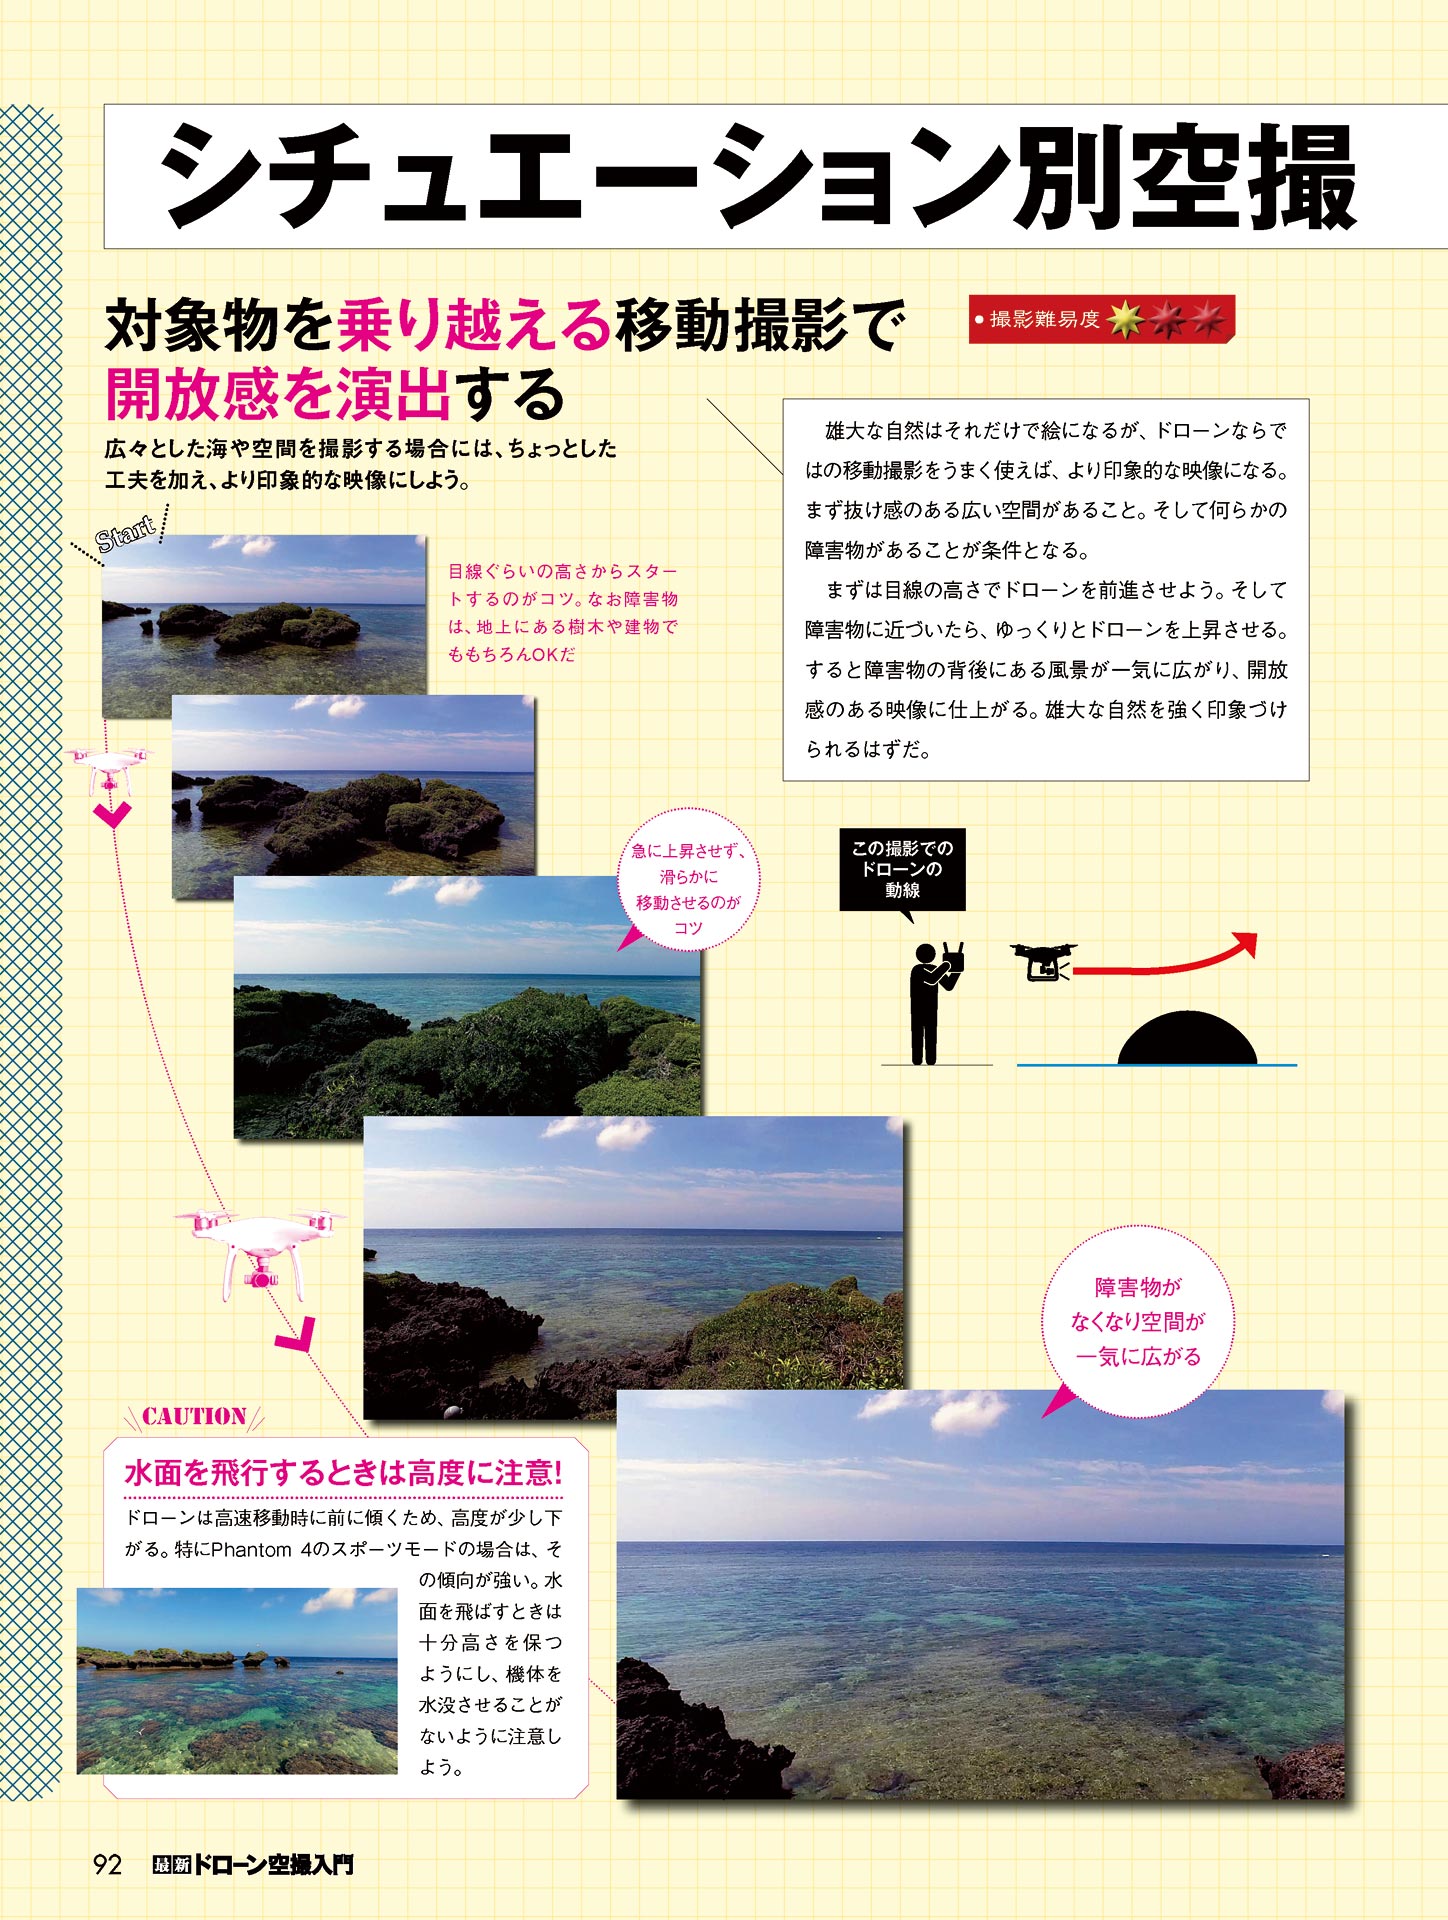 シチュエーション別空撮
対象物を乗り越える移動撮影で
開放感を演出する
●撮影難易度
広々とした海や空間を撮影する場合には、ちょっとした
工夫を加え、より印象的な映像にしよう。
　雄大な自然はそれだけで絵になるが、ドローンならで
はの移動撮影をうまく使えば、より印象的な映像になる。
まず抜け感のある広い空間があること。そして何らかの
障害物があることが条件となる。
　まずは目線の高さでドローンを前進させよう。そして
障害物に近づいたら、ゆっくりとドローンを上昇させる。
すると障害物の背後にある風景が一気に広がり、開放
感のある映像に仕上がる。雄大な自然を強く印象づけ
られるはずだ。
Start
目線ぐらいの高さからスター
トするのがコツ。なお障害物
は、地上にある樹木や建物で
ももちろんOKだ
急に上昇させず、
滑らかに
移動させるのが
コツ
この撮影での
ドローンの
動線
障害物が
なくなり空間が
一気に広がる
CAUTION
水面を飛行するときは高度に注意!
ドローンは高速移動時に前に傾くため、高度が少し下
がる。特にPhantom 4のスポーツモードの場合は、そ
の傾向が強い。水
面を飛ばすときは
十分高さを保つ
ようにし、機体を
水没させることが
ないように注意し
よう。
92 最新ドローン空撮入門